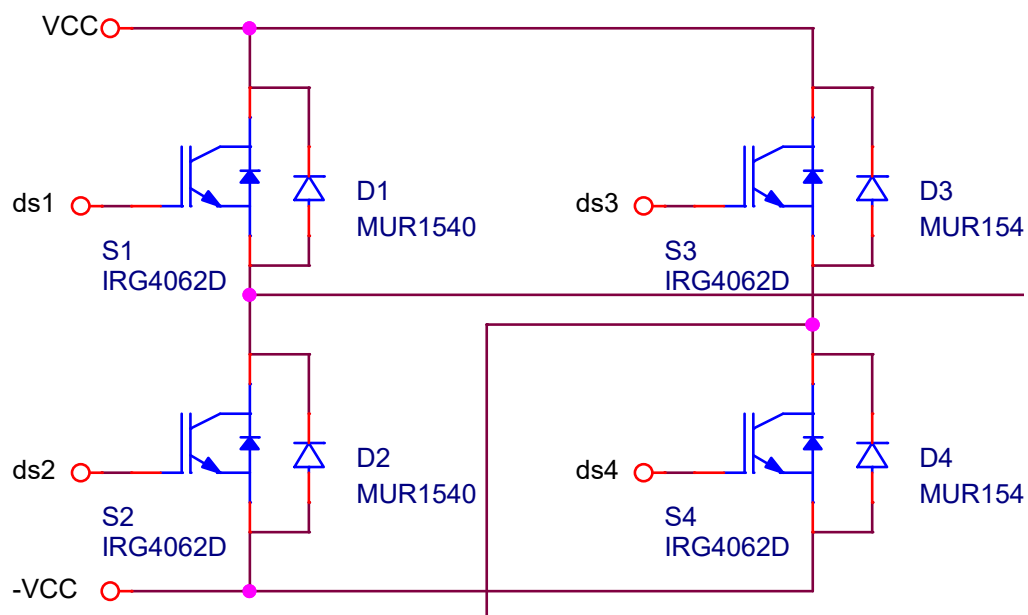 VCC
ds1
D1
MUR1540
S1
IRG4062D
ds3
D3
MUR154
S3
IRG4062D
ds2
D2
MUR1540
S2
IRG4062D
ds4
D4
MUR154
S4
IRG4062D
-VCC